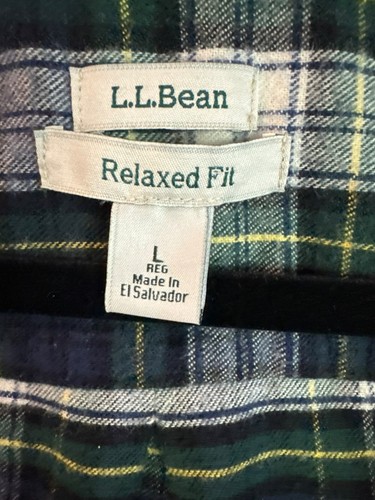 L.L.Bean
Relaxed Fit
L
REG
Made In
El Salvador